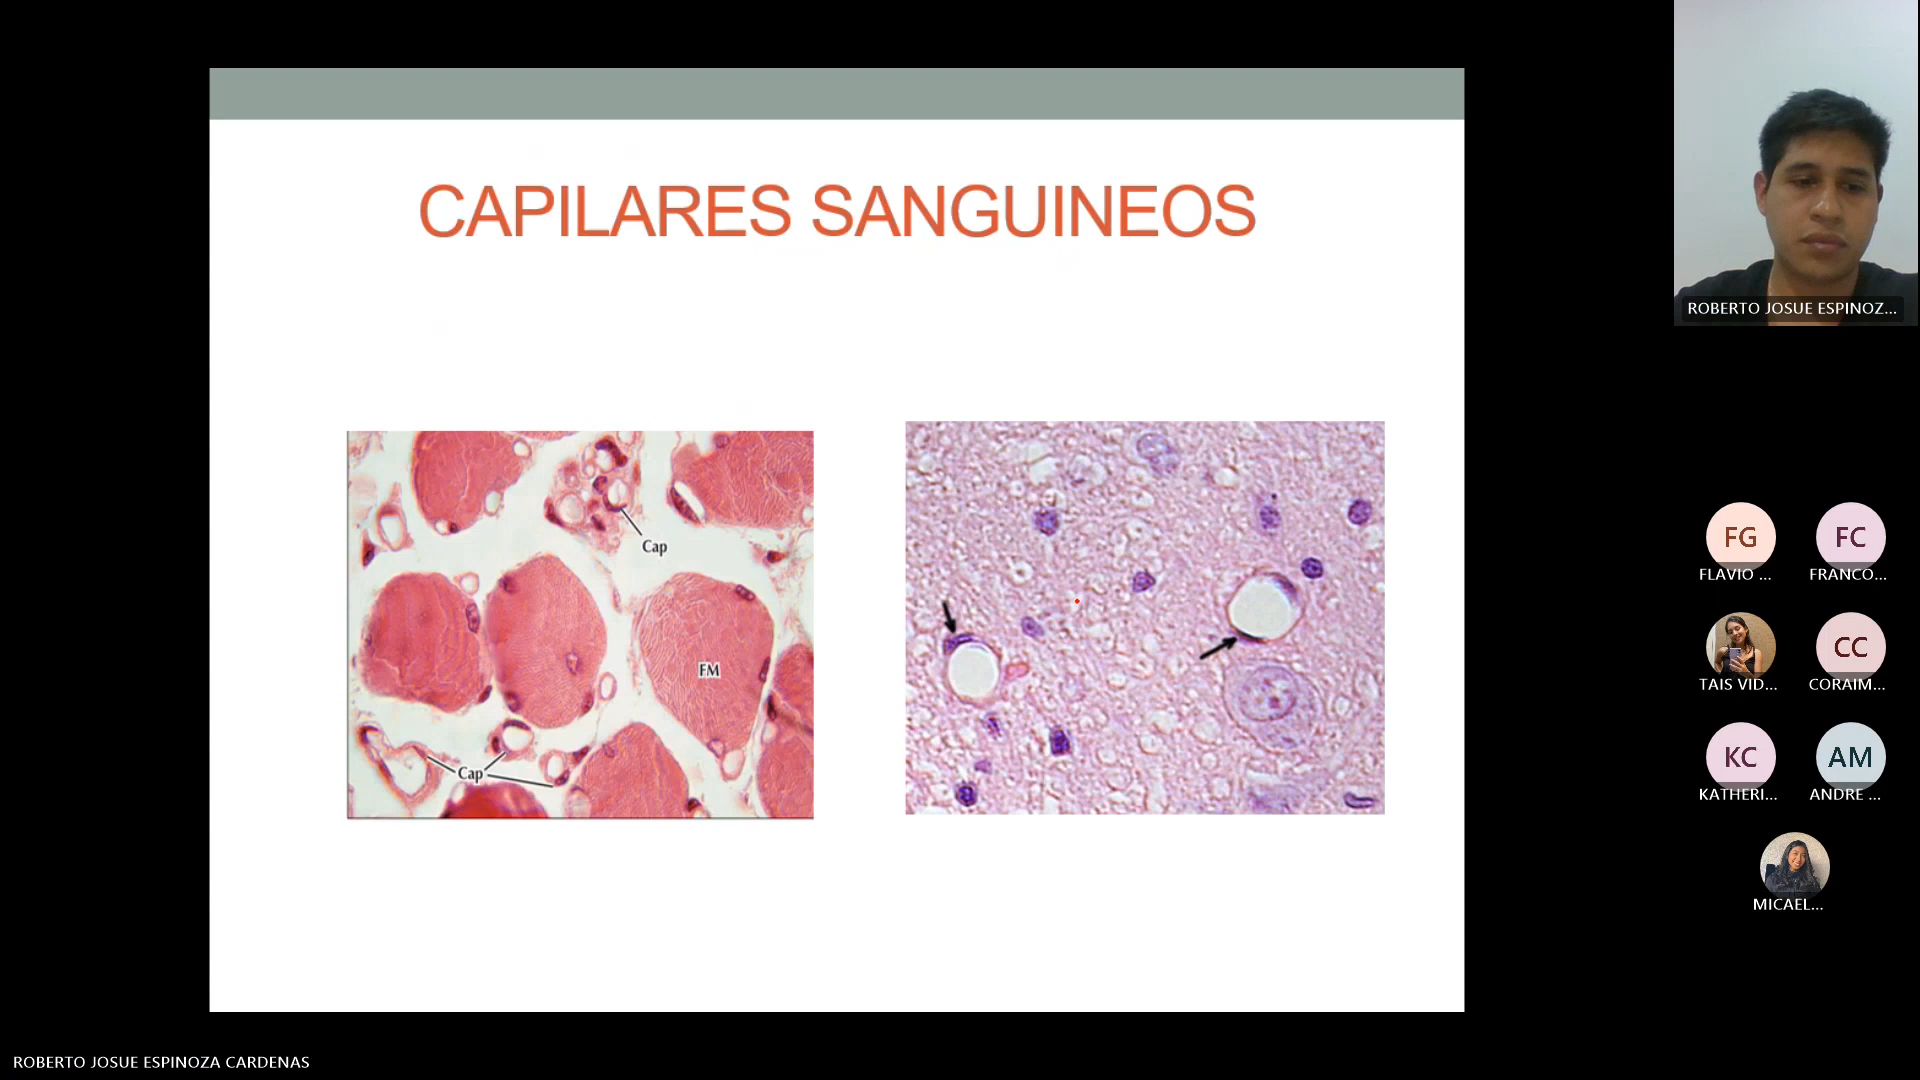 CAPILARES SANGUINEOS
Cap
FM
Cap
ROBERTO JOSUE ESPINOZ...
FG
FLAVIO ...
FC
FRANCO...
TAIS VID...
CC
CORAIM...
KC
KATHERI...
AM
ANDRE ...
MICAEL...
ROBERTO JOSUE ESPINOZA CARDENAS